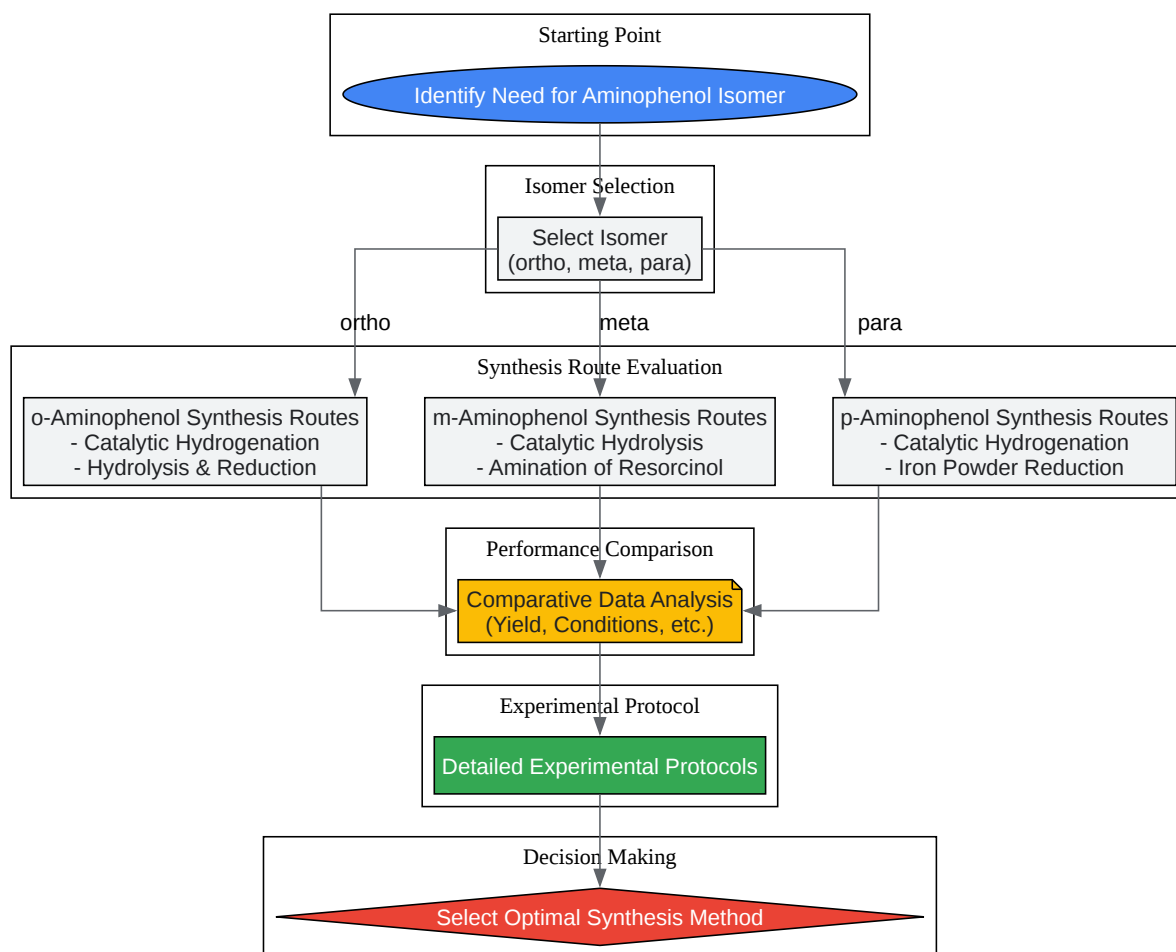 Starting Point
Identify Need for Aminophenol Isomer
Isomer Selection
Select Isomer
(ortho, meta, para)
ortho
meta
para
Synthesis Route Evaluation
o-Aminophenol Synthesis Routes
- Catalytic Hydrogenation
- Hydrolysis & Reduction
m-Aminophenol Synthesis Routes
- Catalytic Hydrolysis
- Amination of Resorcinol
p-Aminophenol Synthesis Routes
- Catalytic Hydrogenation
- Iron Powder Reduction
Performance Comparison
Comparative Data Analysis
(Yield, Conditions, etc.)
Experimental Protocol
Detailed Experimental Protocols
Decision Making
Select Optimal Synthesis Method